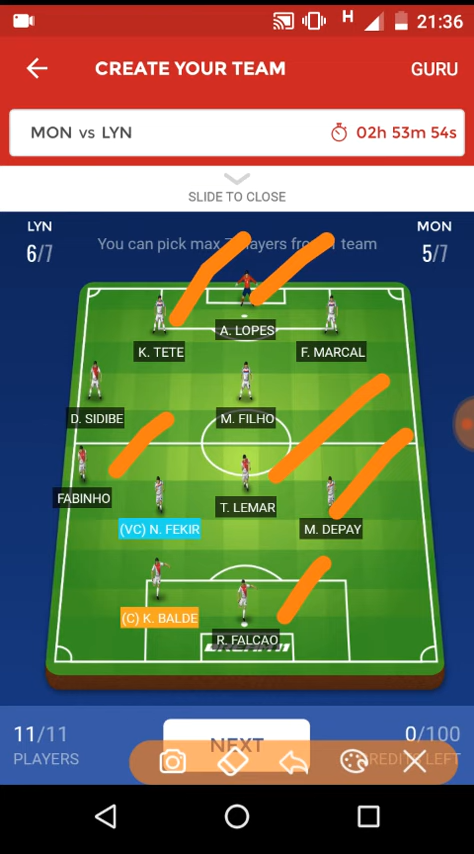 H 21:36
CREATE YOUR TEAM GURU
MON vs LYN 02h 53m 54s
SLIDE TO CLOSE
LYN MON
6/7 5/7
You can pick max players from team
A. LOPES
K. TETE F. MARCAL
D. SIDIBE M. FILHO
FABINHO T. LEMAR
(VC) N. FEKIR M. DEPAY
(C) K. BALDE
R. FALCAO
11/11 NEXT 0/100
PLAYERS LEFT